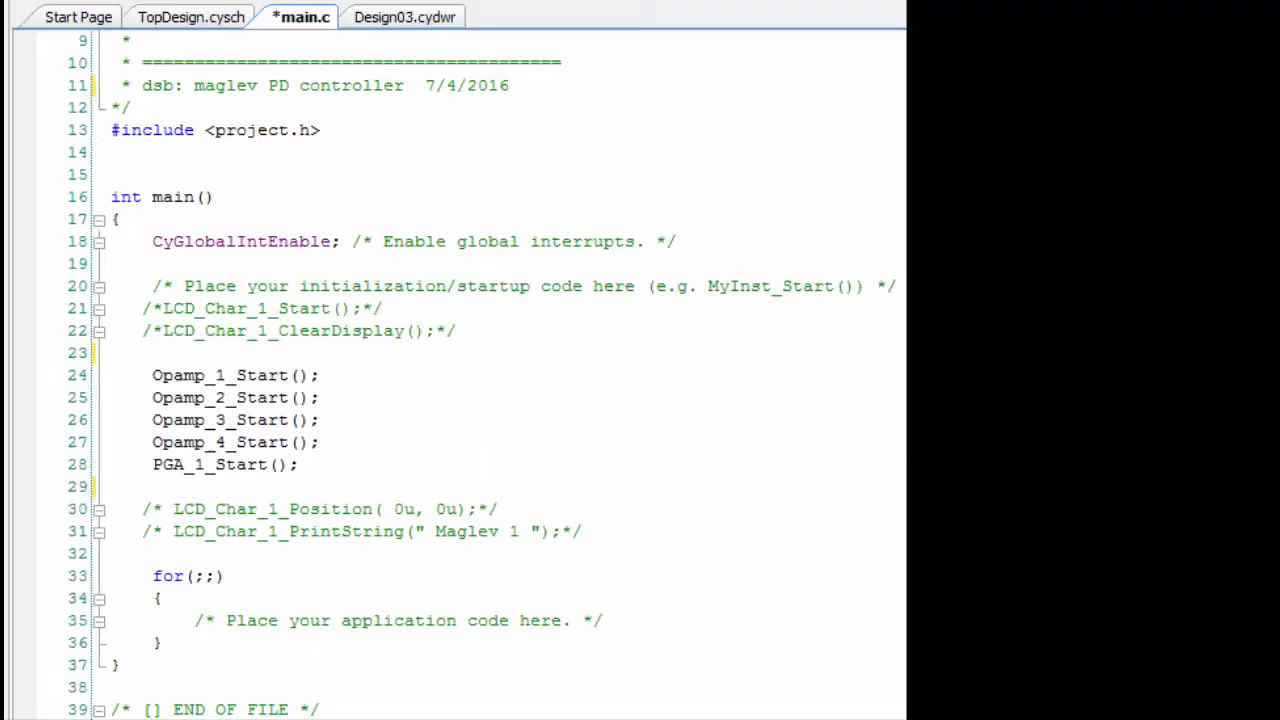 Start Page TopDesign.cysch *main.c Design03.cydwr
9 *
10 * ========================================
11 * dsb: maglev PD controller 7/4/2016
12 */
13 #include <project.h>
14
15
16 int main()
17 {
18 CyGlobalIntEnable; /* Enable global interrupts. */
19
20 /* Place your initialization/startup code here (e.g. MyInst_Start()) */
21 /*LCD_Char_1_Start();*/
22 /*LCD_Char_1_ClearDisplay();*/
23
24 Opamp_1_Start();
25 Opamp_2_Start();
26 Opamp_3_Start();
27 Opamp_4_Start();
28 PGA_1_Start();
29
30 /* LCD_Char_1_Position( 0u, 0u);*/
31 /* LCD_Char_1_PrintString(" Maglev 1 ");*/
32
33 for(;;)
34 {
35 /* Place your application code here. */
36 }
37 }
38
39 /* [] END OF FILE */